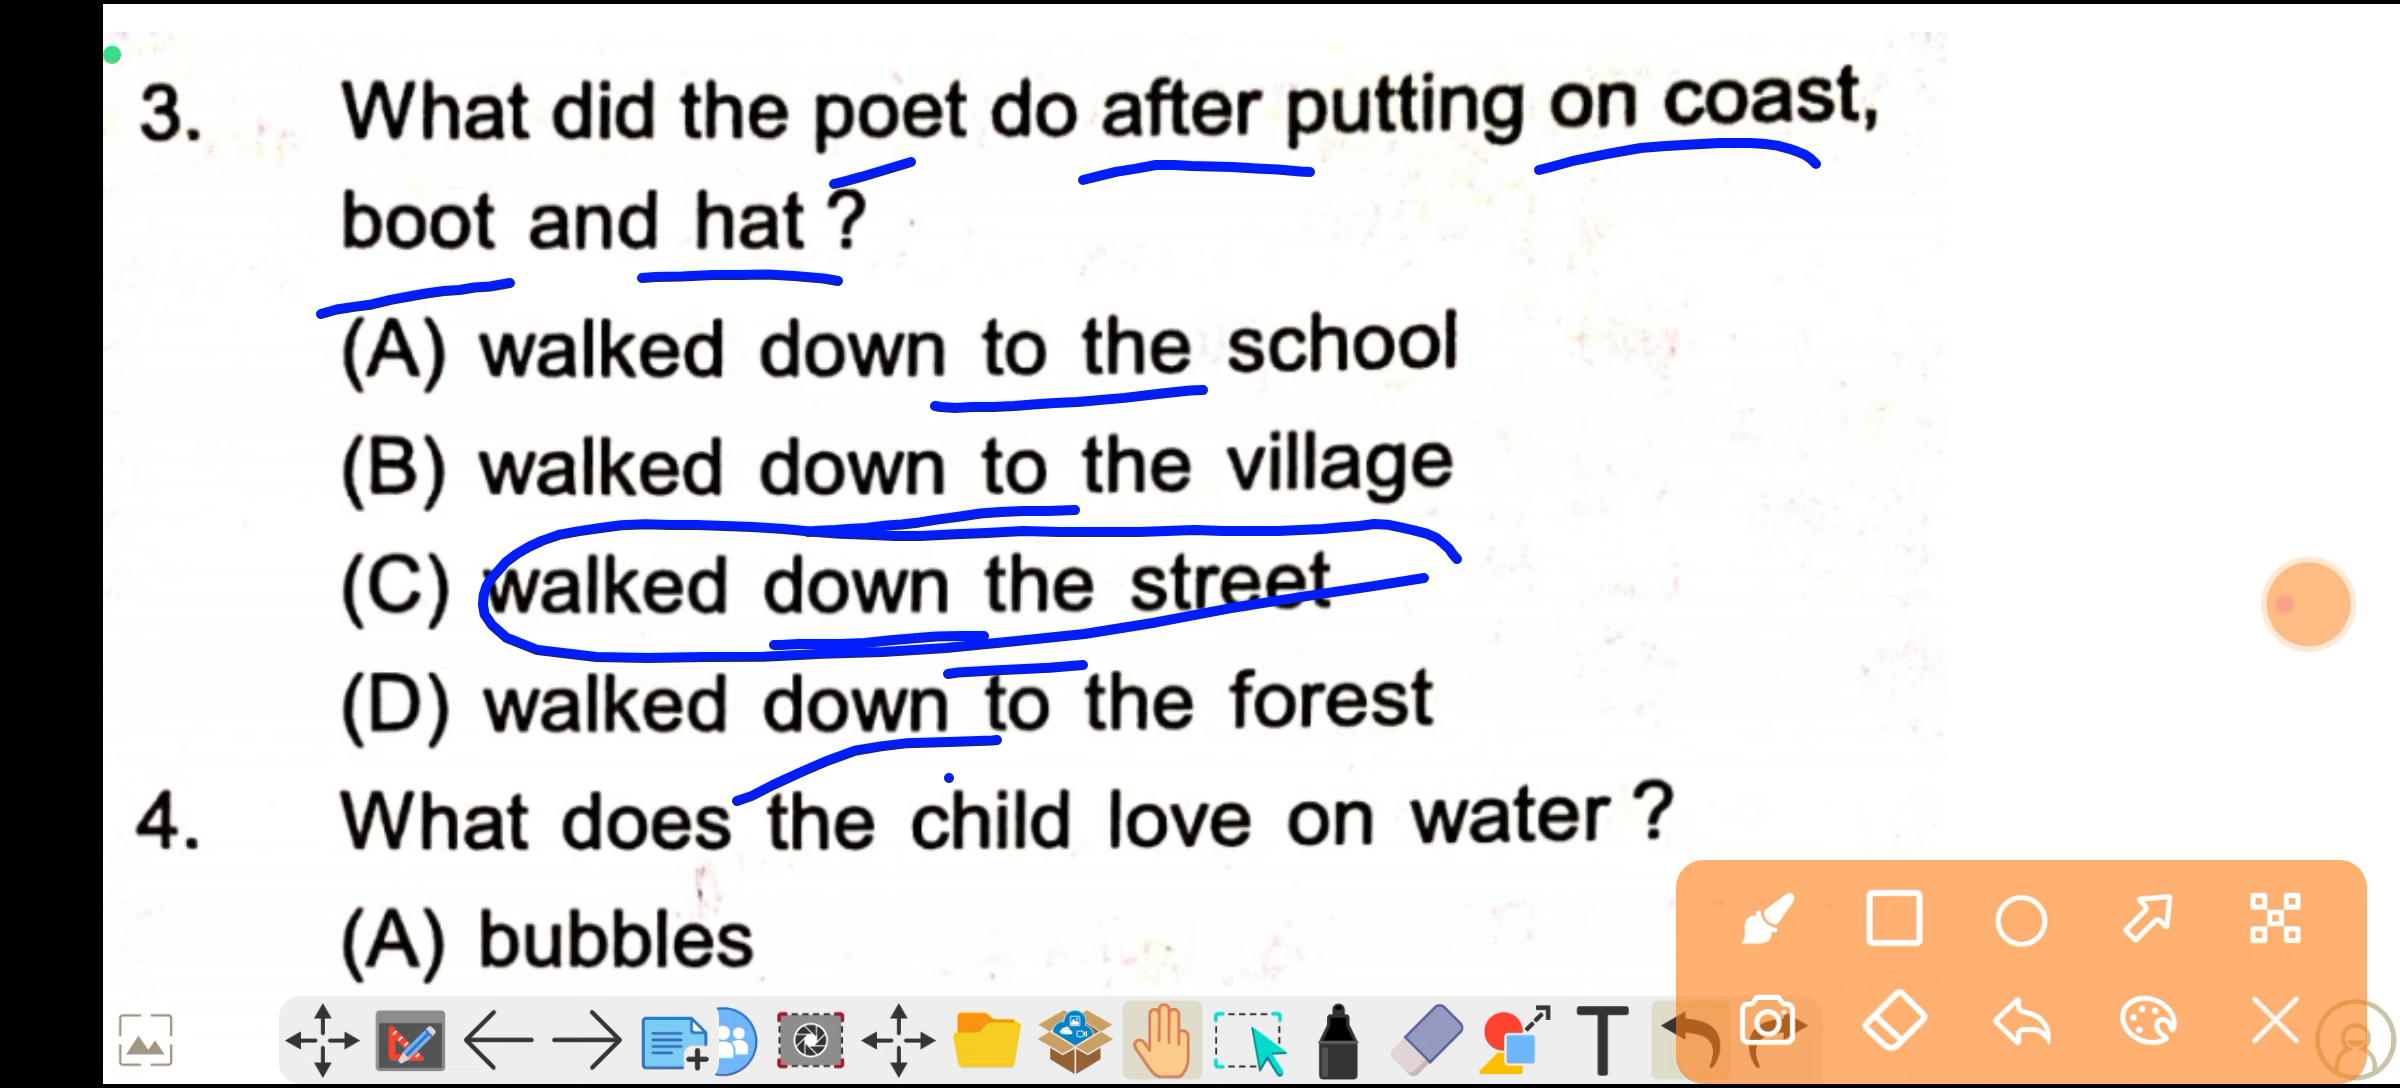 3. What did the poet do after putting on coast,
boot and hat ?
(A) walked down to the school
(B) walked down to the village
(C) walked down the street
(D) walked down to the forest
4. What does the child love on water ?
(A) bubbles